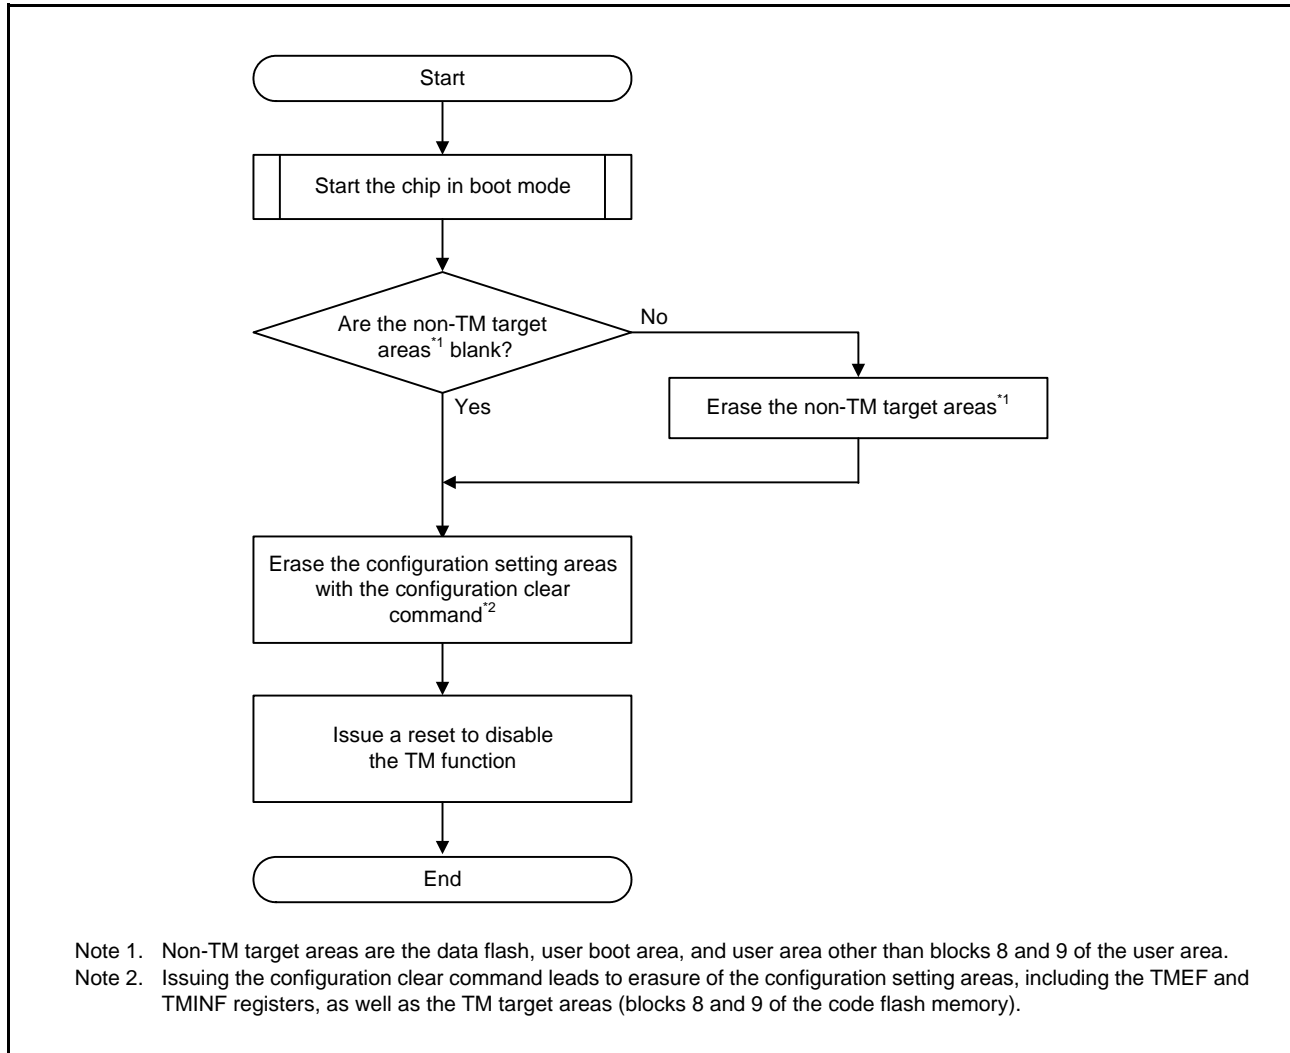 Start
Start the chip in boot mode
Are the non-TM target
areas*1 blank?
No
Yes
Erase the non-TM target areas*1
Erase the configuration setting areas
with the configuration clear
command*2
Issue a reset to disable
the TM function
End
Note 1. Non-TM target areas are the data flash, user boot area, and user area other than blocks 8 and 9 of the user area.
Note 2. Issuing the configuration clear command leads to erasure of the configuration setting areas, including the TMEF and
TMINF registers, as well as the TM target areas (blocks 8 and 9 of the code flash memory).